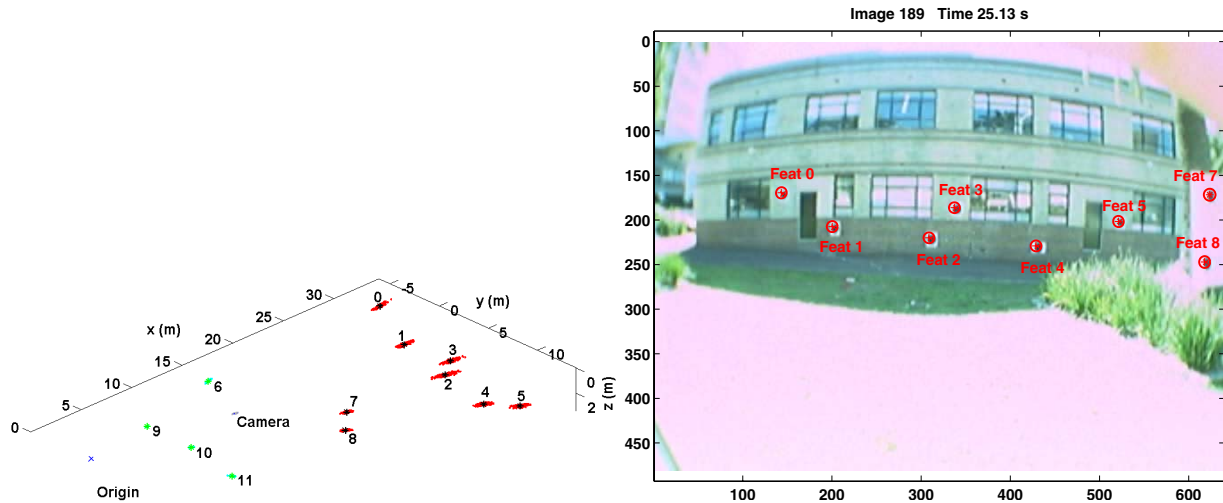 Image 189 Time 25.13 s
0
5
10
15
20
25
30
x (m)
-5
0
5
10
y (m)
0
2
z (m)
0
1
2
3
4
5
6
7
8
9
10
11
Camera
Origin
0
50
100
150
200
250
300
350
400
450
100
200
300
400
500
600
Feat 0
Feat 1
Feat 2
Feat 3
Feat 4
Feat 5
Feat 7
Feat 8